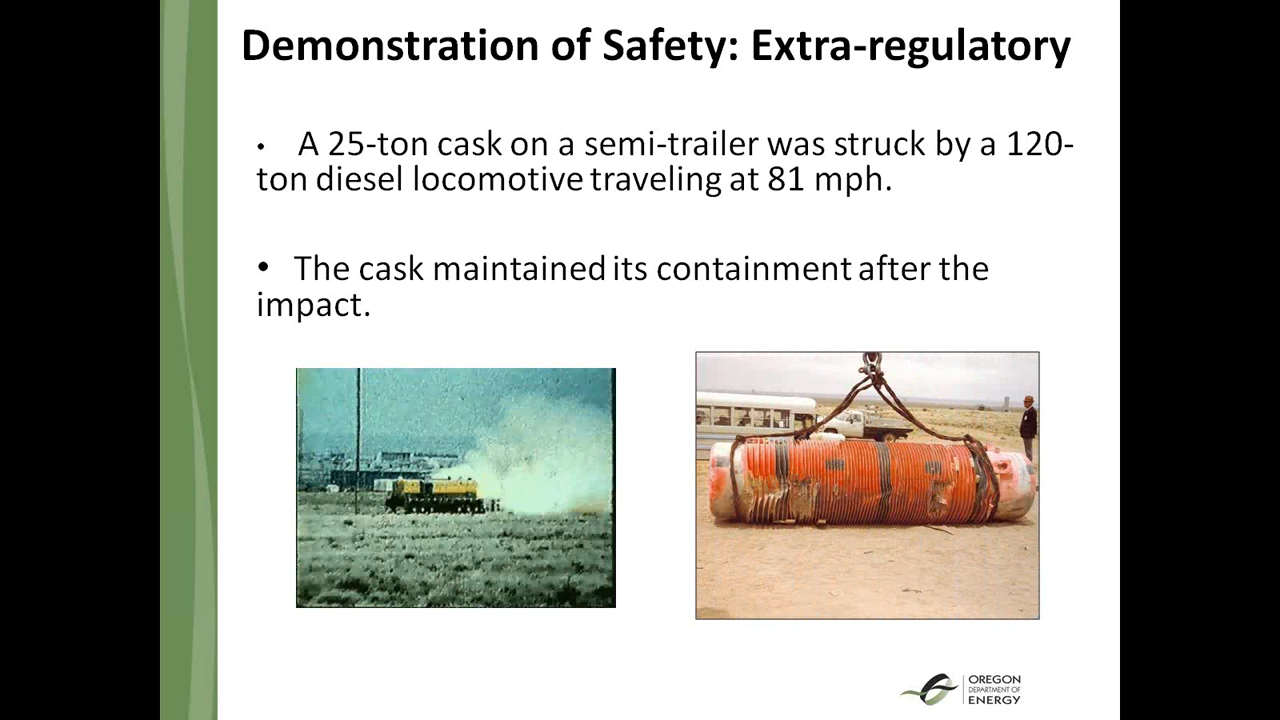 Demonstration of Safety: Extra-regulatory
• A 25-ton cask on a semi-trailer was struck by a 120-
ton diesel locomotive traveling at 81 mph.
• The cask maintained its containment after the
impact.
OREGON
DEPARTMENT OF
ENERGY